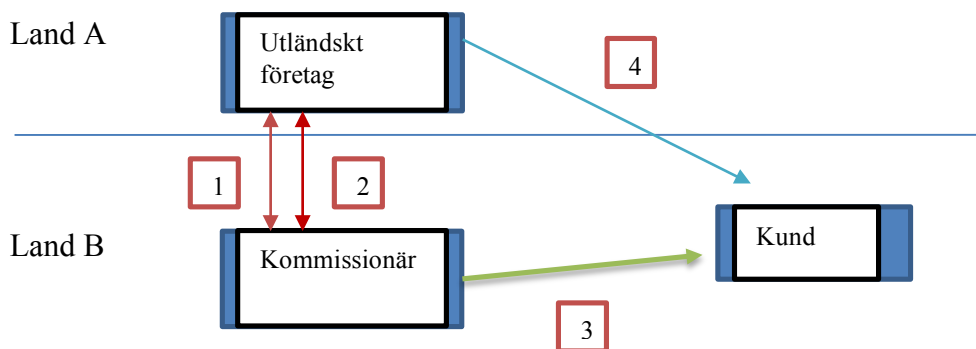 Land A
Utländskt
företag
4
1
2
Land B
Kommissionär
Kund
3